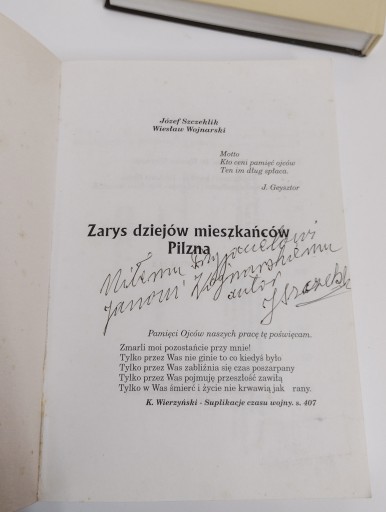 Józef Szczeklik
Wiesław Wojnarski
Motto
Kto ceni pamięć ojców
Ten im dług spłaca.
J. Gęysztor
Zarys dziejów mieszkańców
Pilzna
Miłemu Przyjacielowi
Janowi
autor
Pamięci Ojców naszych pracę tę poświęcam.
Zmarli moi pozostańcie przy mnie!
Tylko przez Was nie ginie to co kiedyś było
Tylko przez Was zabliźnia się czas poszarpany
Tylko przez Was pojmuję przeszłość zawiłą
Tylko w Was śmierć i życie nie krwawią jak rany.
K. Wierzyński - Suplikacje czasu wojny. s. 407